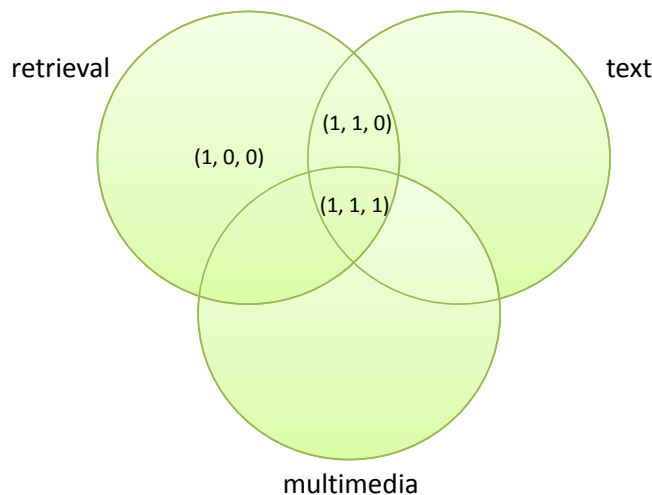 retrieval
text
(1, 1, 0)
(1, 0, 0)
(1, 1, 1)
multimedia